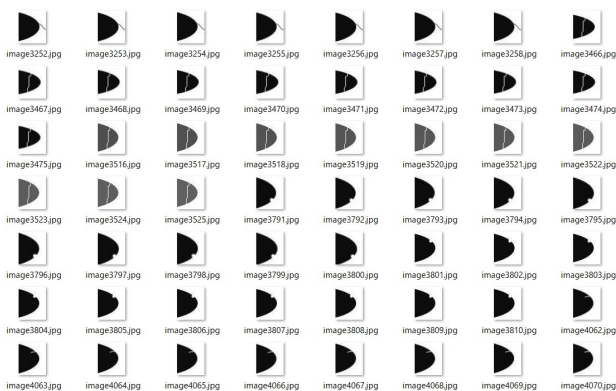 image3252.jpg image3253.jpg image3254.jpg image3255.jpg image3256.jpg image3257.jpg image3258.jpg image3466.jpg
image3467.jpg image3468.jpg image3469.jpg image3470.jpg image3471.jpg image3472.jpg image3473.jpg image3474.jpg
image3475.jpg image3516.jpg image3517.jpg image3518.jpg image3519.jpg image3520.jpg image3521.jpg image3522.jpg
image3523.jpg image3524.jpg image3525.jpg image3791.jpg image3792.jpg image3793.jpg image3794.jpg image3795.jpg
image3796.jpg image3797.jpg image3798.jpg image3799.jpg image3800.jpg image3801.jpg image3802.jpg image3803.jpg
image3804.jpg image3805.jpg image3806.jpg image3807.jpg image3808.jpg image3809.jpg image3810.jpg image4062.jpg
image4063.jpg image4064.jpg image4065.jpg image4066.jpg image4067.jpg image4068.jpg image4069.jpg image4070.jpg